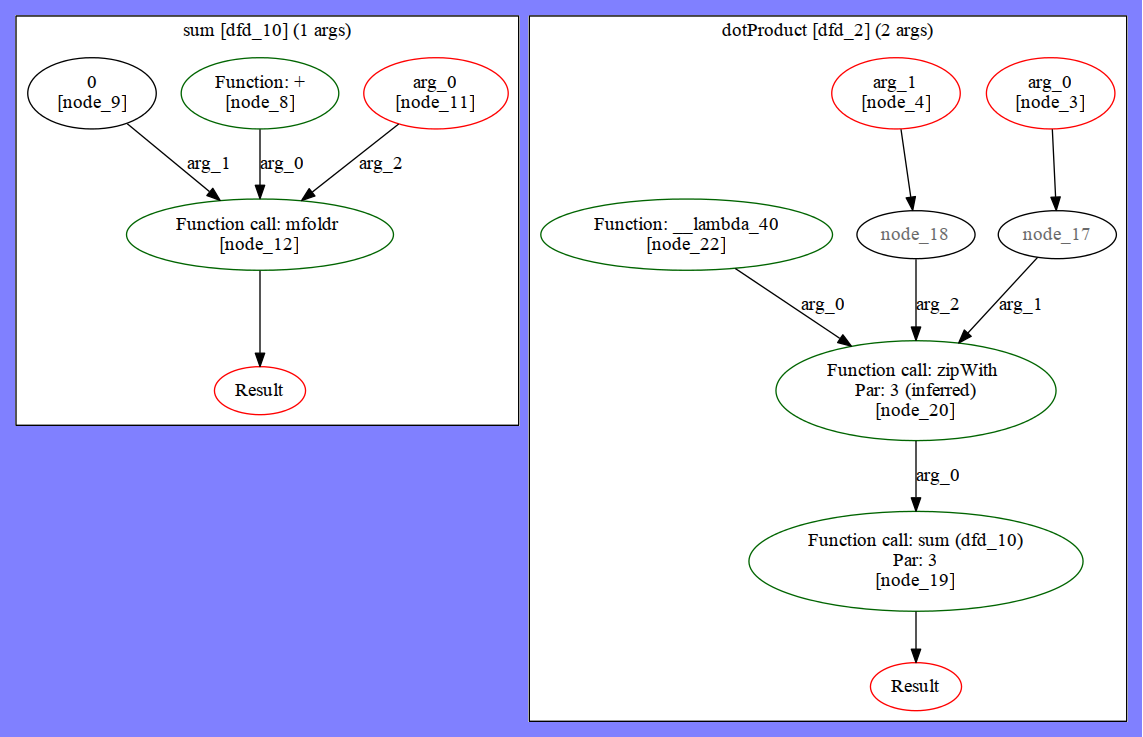 sum [dfd_10] (1 args)
0
[node_9]
Function: +
[node_8]
arg_0
[node_11]
arg_1
arg_0
arg_2
Function call: mfoldr
[node_12]
Result
dotProduct [dfd_2] (2 args)
arg_1
[node_4]
arg_0
[node_3]
Function: __lambda_40
[node_22]
node_18
node_17
arg_0
arg_2
arg_1
Function call: zipWith
Par: 3 (inferred)
[node_20]
arg_0
Function call: sum (dfd_10)
Par: 3
[node_19]
Result